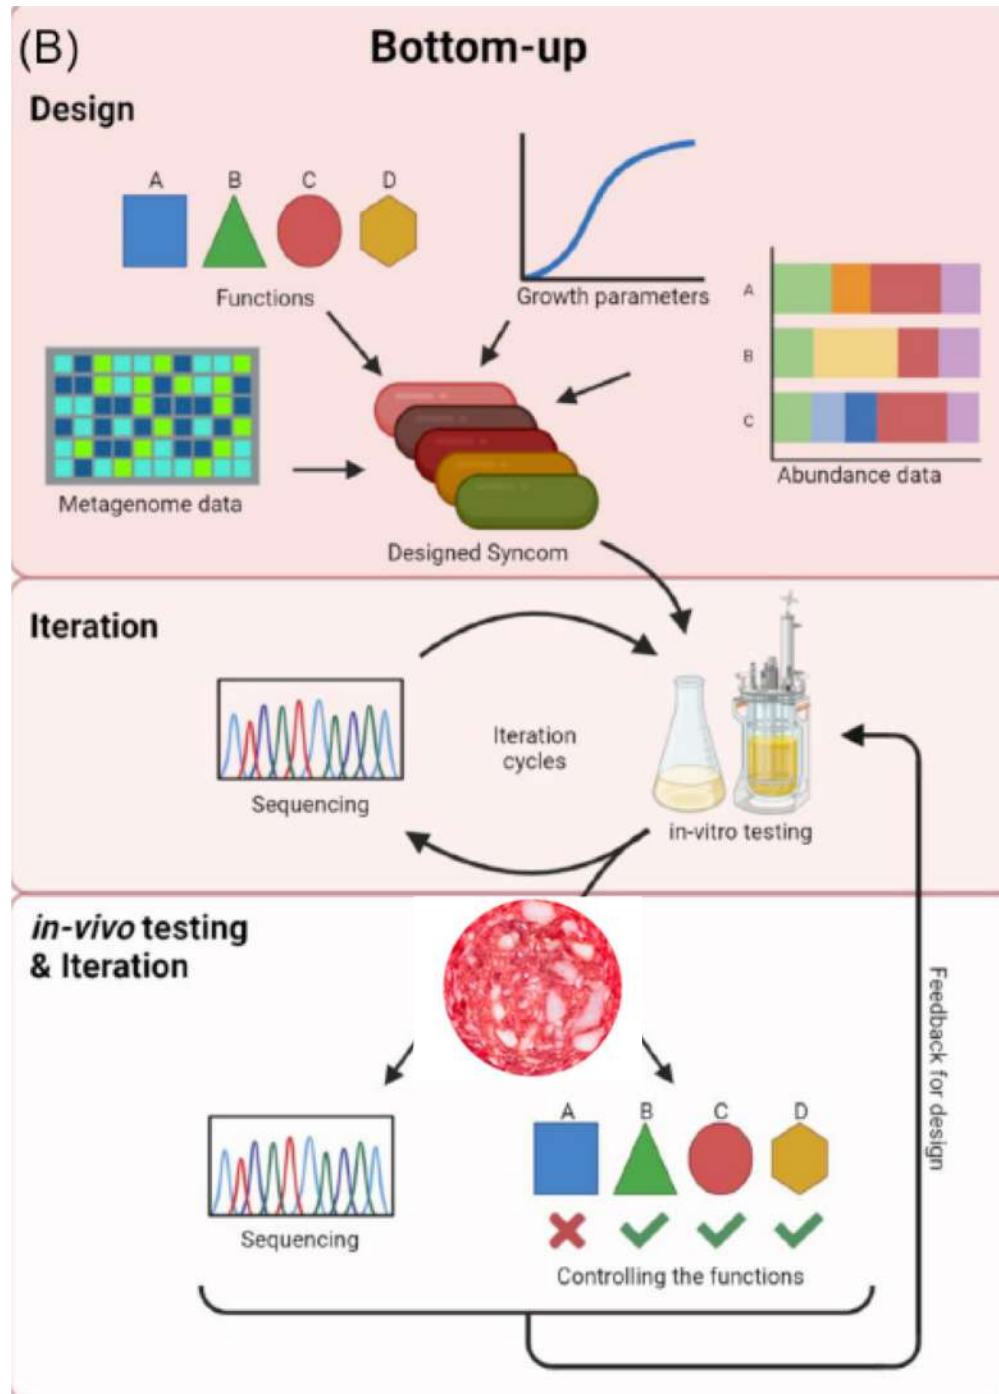 (B)
Bottom-up
Design
A B C D
Functions
Growth parameters
A
B
C
Abundance data
Metagenome data
Designed Syncom
Iteration
Iteration
cycles
Sequencing
in-vitro testing
in-vivo testing
& Iteration
Feedback for design
A B C D
Sequencing
Controlling the functions